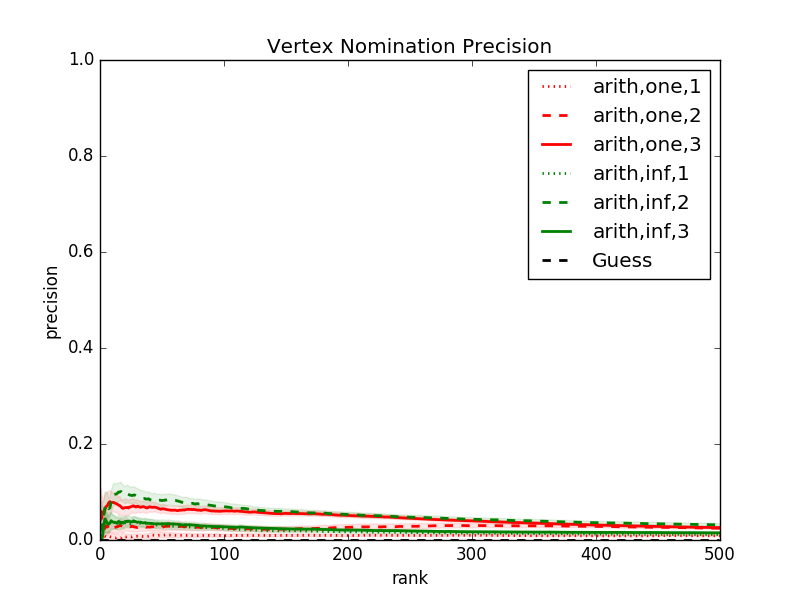 Vertex Nomination Precision
1.0
0.8
0.6
0.4
0.2
0.0
precision
arith,one,1
arith,one,2
arith,one,3
arith,inf,1
arith,inf,2
arith,inf,3
Guess
0 100 200 300 400 500
rank